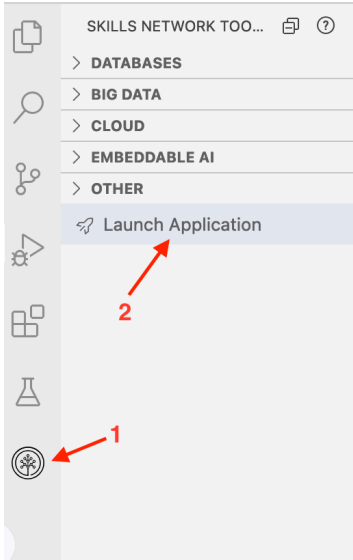 SKILLS NETWORK TOO...
DATABASES
BIG DATA
CLOUD
EMBEDDABLE AI
OTHER
Launch Application
2
1